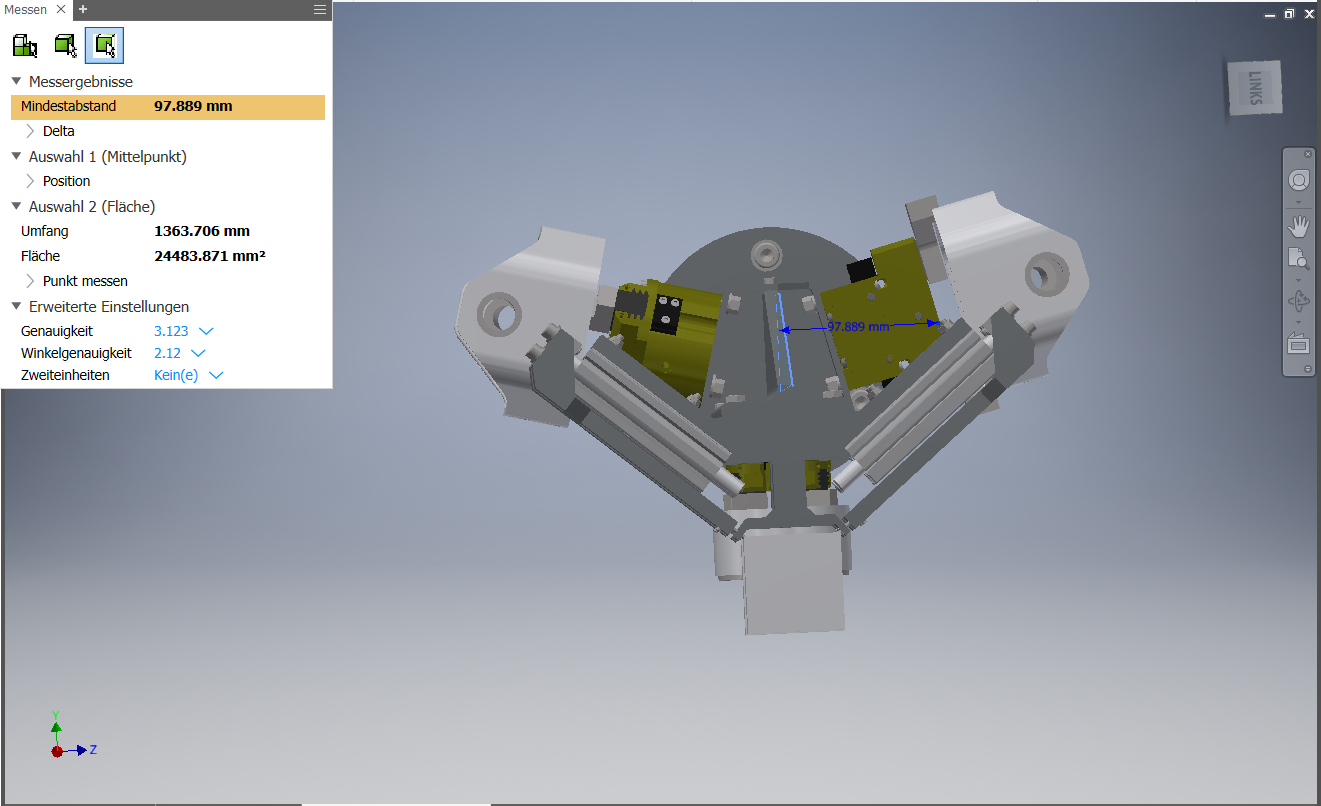 Messen
Messergebnisse
Mindestabstand 97.889 mm
Delta
Auswahl 1 (Mittelpunkt)
Position
Auswahl 2 (Fläche)
Umfang 1363.706 mm
Fläche 24483.871 mm²
Punkt messen
Erweiterte Einstellungen
Genauigkeit 3.123
Winkelgenauigkeit 2.12
Zweiteinheiten Kein(e)
LINKS
97.889 mm
Y
Z